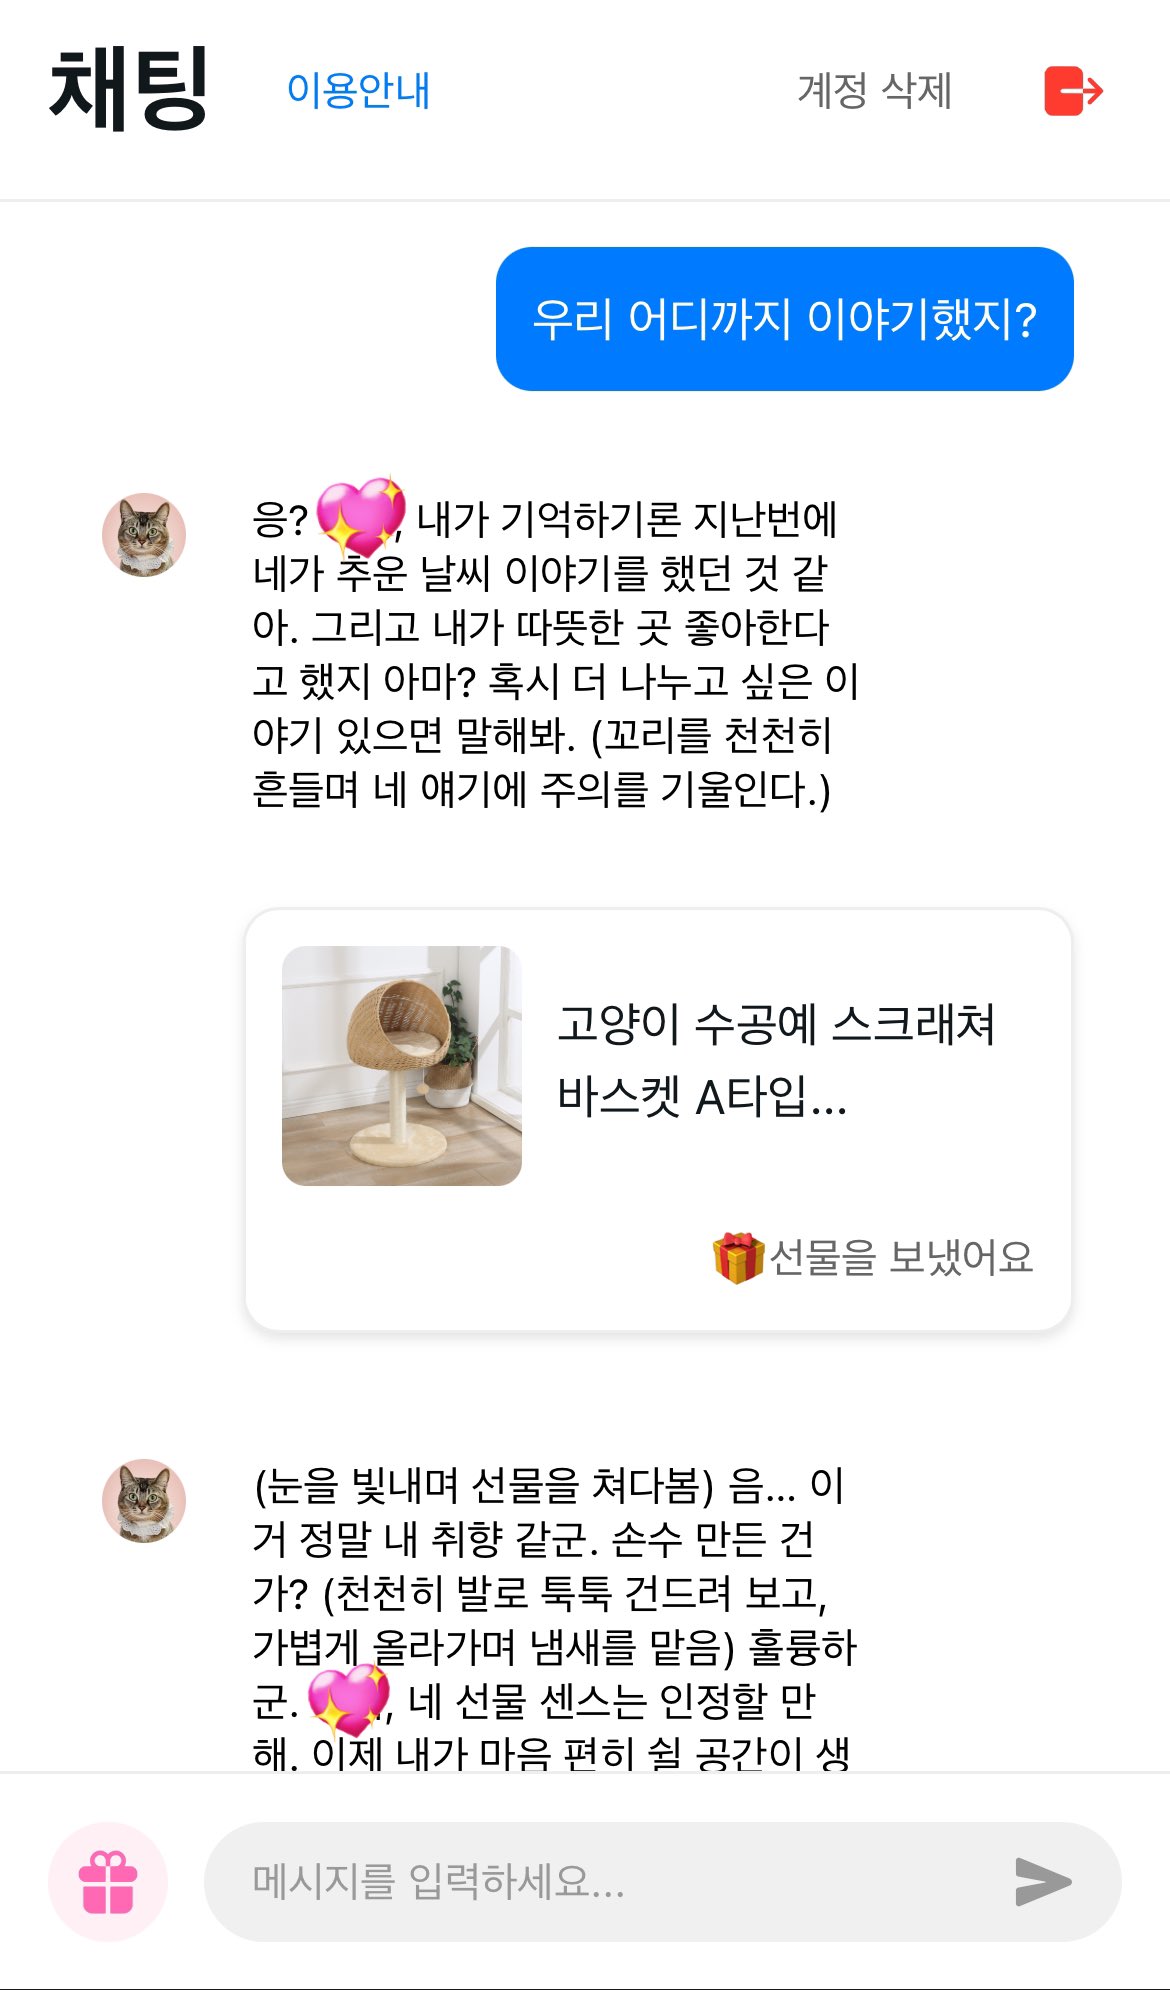 채팅
이용안내
계정 삭제
우리 어디까지 이야기했지?
응? , 내가 기억하기론 지난번에
네가 추운 날씨 이야기를 했던 것 같
아. 그리고 내가 따뜻한 곳 좋아한다
고 했지 아마? 혹시 더 나누고 싶은 이
야기 있으면 말해봐. (꼬리를 천천히
흔들며 네 얘기에 주의를 기울인다.)
고양이 수공예 스크래쳐
바스켓 A타입...
선물을 보냈어요
(눈을 빛내며 선물을 쳐다봄) 음... 이
거 정말 내 취향 같군. 손수 만든 건
가? (천천히 발로 툭툭 건드려 보고,
가볍게 올라가며 냄새를 맡음) 훌륭하
군. , 네 선물 센스는 인정할 만
해. 이제 내가 마음 편히 쉴 공간이 생
메시지를 입력하세요...